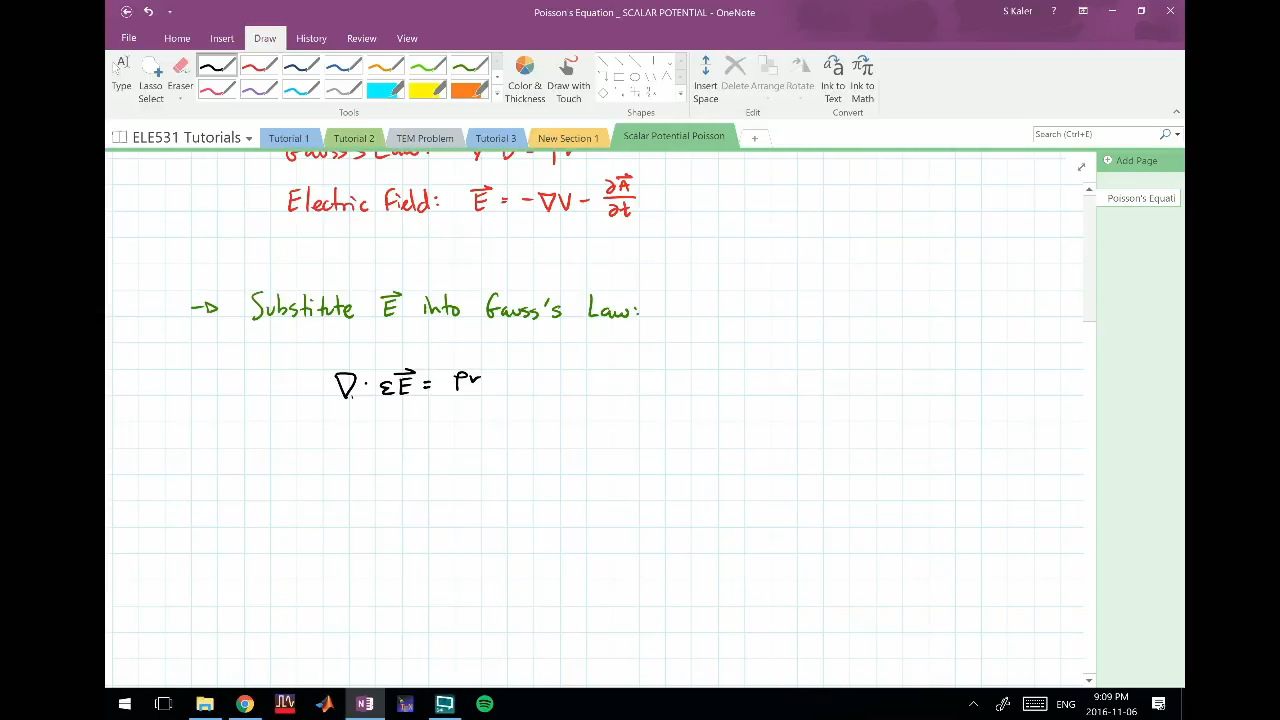 Poisson's Equation _ SCALAR POTENTIAL - OneNote
S Kaler
?
File Home Insert Draw History Review View
Type
Lasso Select
Eraser
Color & Thickness
Draw with Touch
Insert Space
Delete
Arrange
Rotate
Ink to Text
Ink to Math
Tools
Shapes
Edit
Convert
ELE531 Tutorials
Tutorial 1
Tutorial 2
TEM Problem
Tutorial 3
New Section 1
Scalar Potential Poisson
Search (Ctrl+E)
Add Page
Poisson's Equati
Gauss's Law:
Electric Field: E⃗ = -∇V - ∂A⃗/∂t
→ Substitute E⃗ into Gauss's Law:
∇ · εE⃗ = ρv
ENG
9:09 PM
2016-11-06